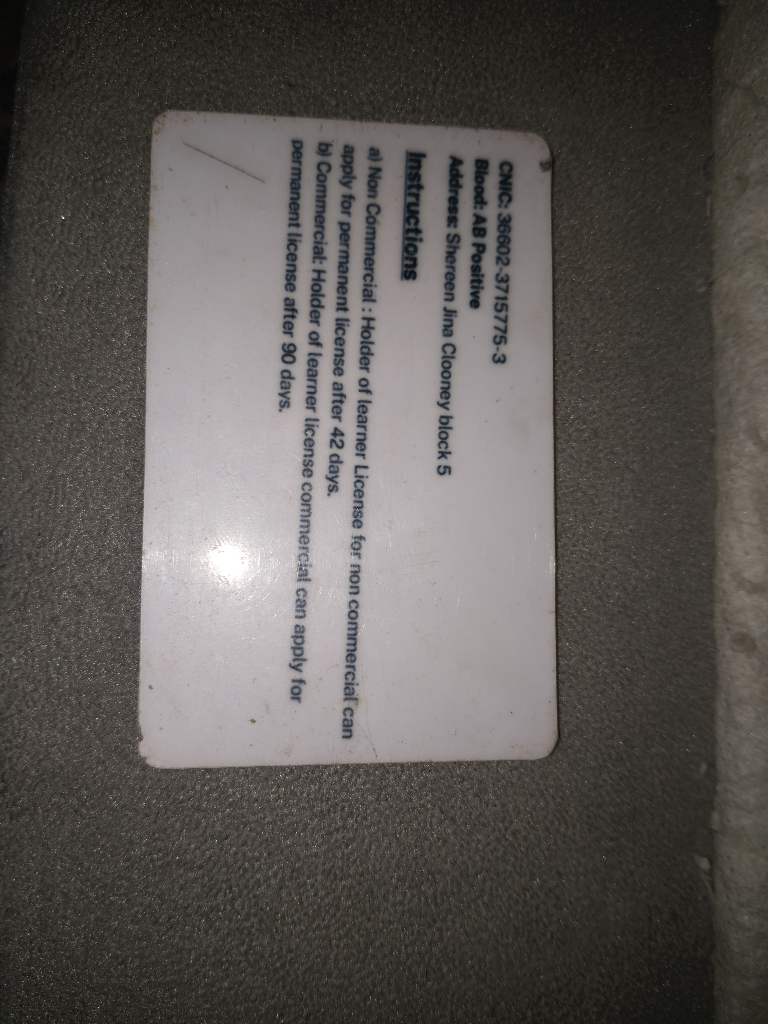 CNIC: 36602-3715775-3
Blood: AB Positive
Address: Shereen Jina Clooney block 5
Instructions
a) Non Commercial : Holder of learner License for non commercial can
apply for permanent license after 42 days.
b) Commercial: Holder of learner license commercial can apply for
permanent license after 90 days.